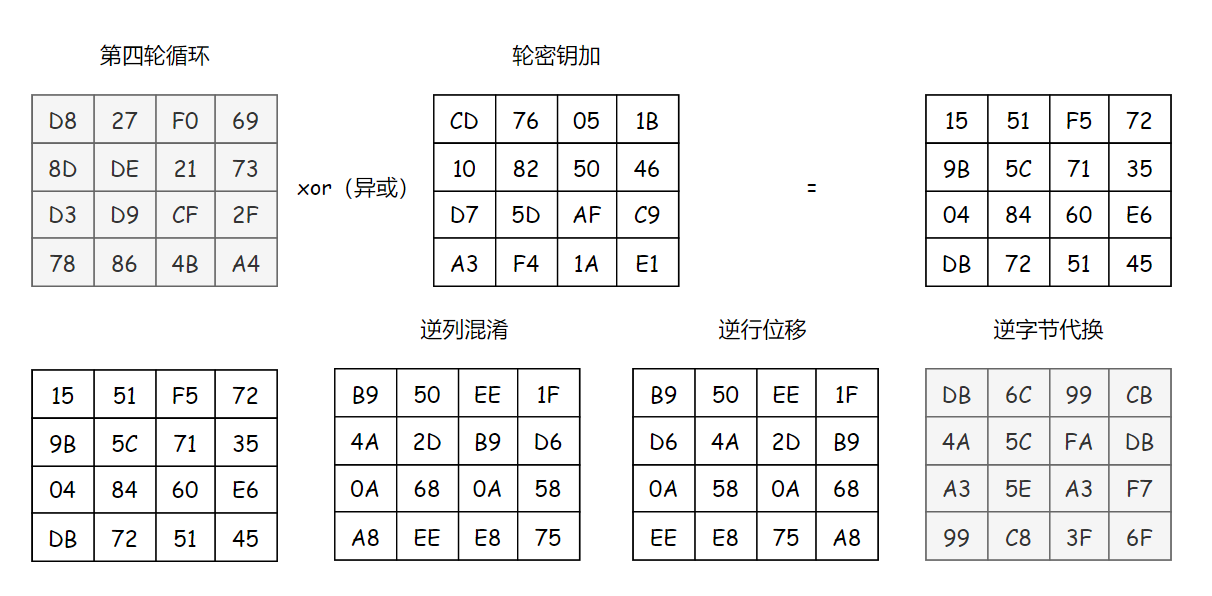 第四轮循环 轮密钥加
D8 27 F0 69 CD 76 05 1B 15 51 F5 72
8D DE 21 73 10 82 50 46 9B 5C 71 35
xor（异或） =
D3 D9 CF 2F D7 5D AF C9 04 84 60 E6
78 86 4B A4 A3 F4 1A E1 DB 72 51 45
逆列混淆 逆行位移 逆字节代换
15 51 F5 72 B9 50 EE 1F B9 50 EE 1F DB 6C 99 CB
9B 5C 71 35 4A 2D B9 D6 D6 4A 2D B9 4A 5C FA DB
04 84 60 E6 0A 68 0A 58 0A 58 0A 68 A3 5E A3 F7
DB 72 51 45 A8 EE E8 75 EE E8 75 A8 99 C8 3F 6F